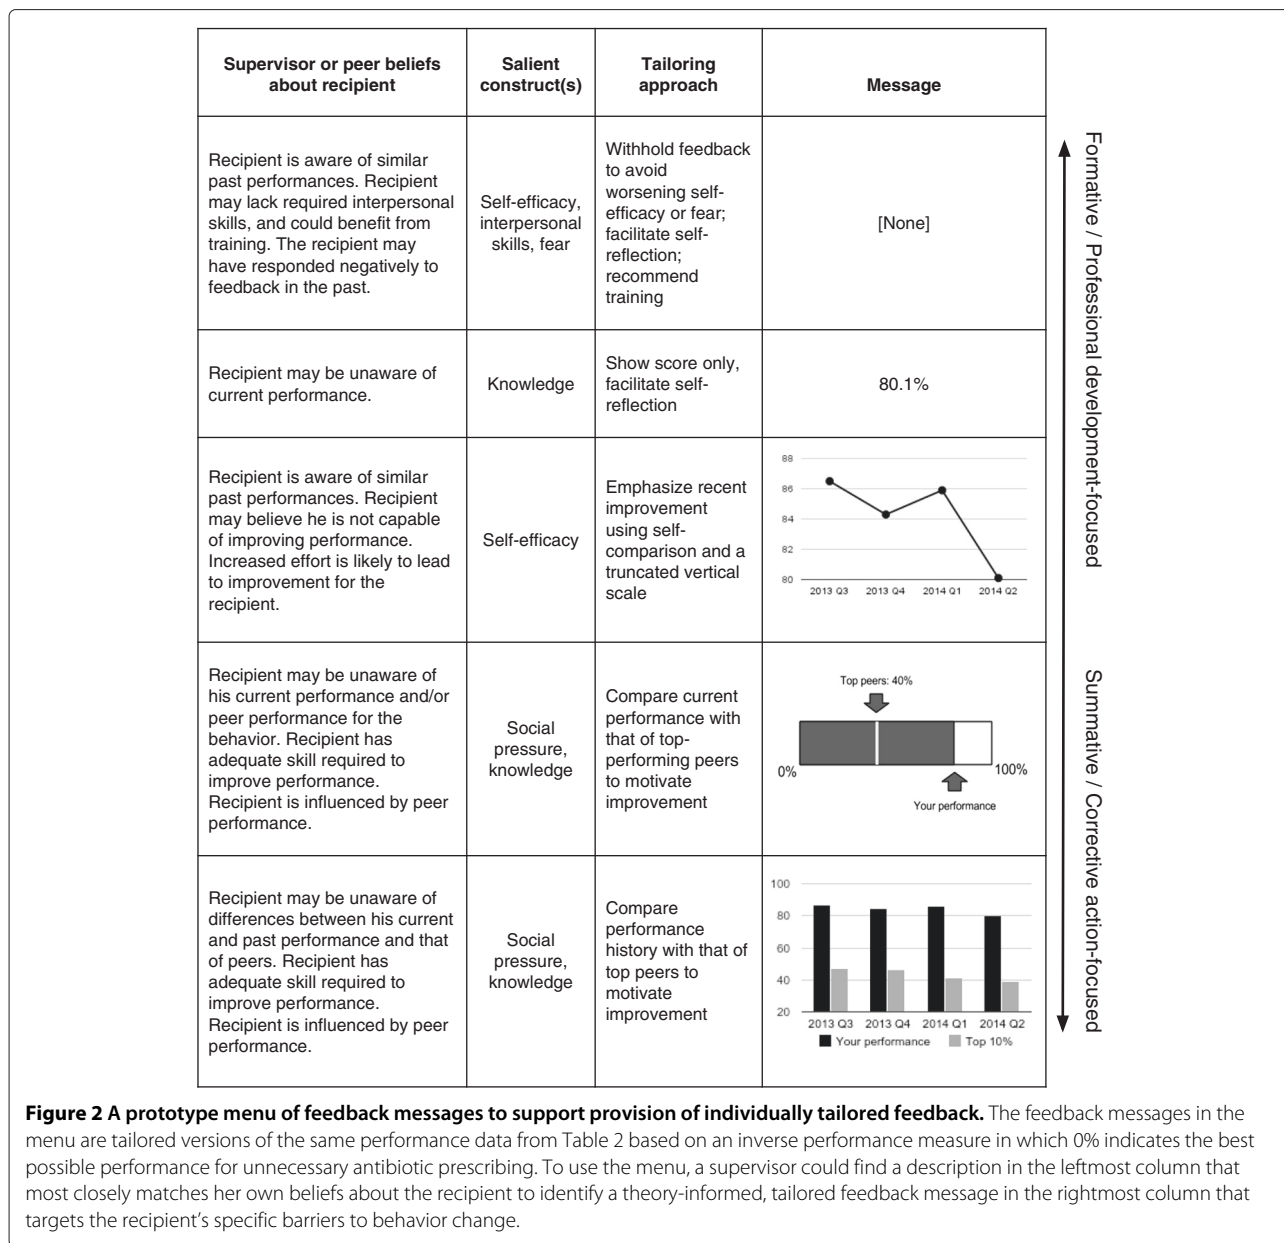 Supervisor or peer beliefs
about recipient
Salient
construct(s)
Tailoring
approach
Message
Recipient is aware of similar
past performances. Recipient
may lack required interpersonal
skills, and could benefit from
training. The recipient may
have responded negatively to
feedback in the past.
Self-efficacy,
interpersonal
skills, fear
Withhold feedback
to avoid
worsening self-
efficacy or fear;
facilitate self-
reflection;
recommend
training
[None]
Recipient may be unaware of
current performance.
Knowledge
Show score only,
facilitate self-
reflection
80.1%
Recipient is aware of similar
past performances. Recipient
may believe he is not capable
of improving performance.
Increased effort is likely to lead
to improvement for the
recipient.
Self-efficacy
Emphasize recent
improvement
using self-
comparison and a
truncated vertical
scale
88
86
84
82
80
2013 Q3
2013 Q4
2014 Q1
2014 Q2
Recipient may be unaware of
his current performance and/or
peer performance for the
behavior. Recipient has
adequate skill required to
improve performance.
Recipient is influenced by peer
performance.
Social
pressure,
knowledge
Compare current
performance with
that of top-
performing peers
to motivate
improvement
Top peers: 40%
0%
100%
Your performance
Recipient may be unaware of
differences between his current
and past performance and that
of peers. Recipient has
adequate skill required to
improve performance.
Recipient is influenced by peer
performance.
Social
pressure,
knowledge
Compare
performance
history with that of
top peers to
motivate
improvement
100
80
60
40
20
2013 Q3
2013 Q4
2014 Q1
2014 Q2
Your performance
Top 10%
Formative / Professional development-focused
Summative / Corrective action-focused
Figure 2 A prototype menu of feedback messages to support provision of individually tailored feedback. The feedback messages in the
menu are tailored versions of the same performance data from Table 2 based on an inverse performance measure in which 0% indicates the best
possible performance for unnecessary antibiotic prescribing. To use the menu, a supervisor could find a description in the leftmost column that
most closely matches her own beliefs about the recipient to identify a theory-informed, tailored feedback message in the rightmost column that
targets the recipient's specific barriers to behavior change.